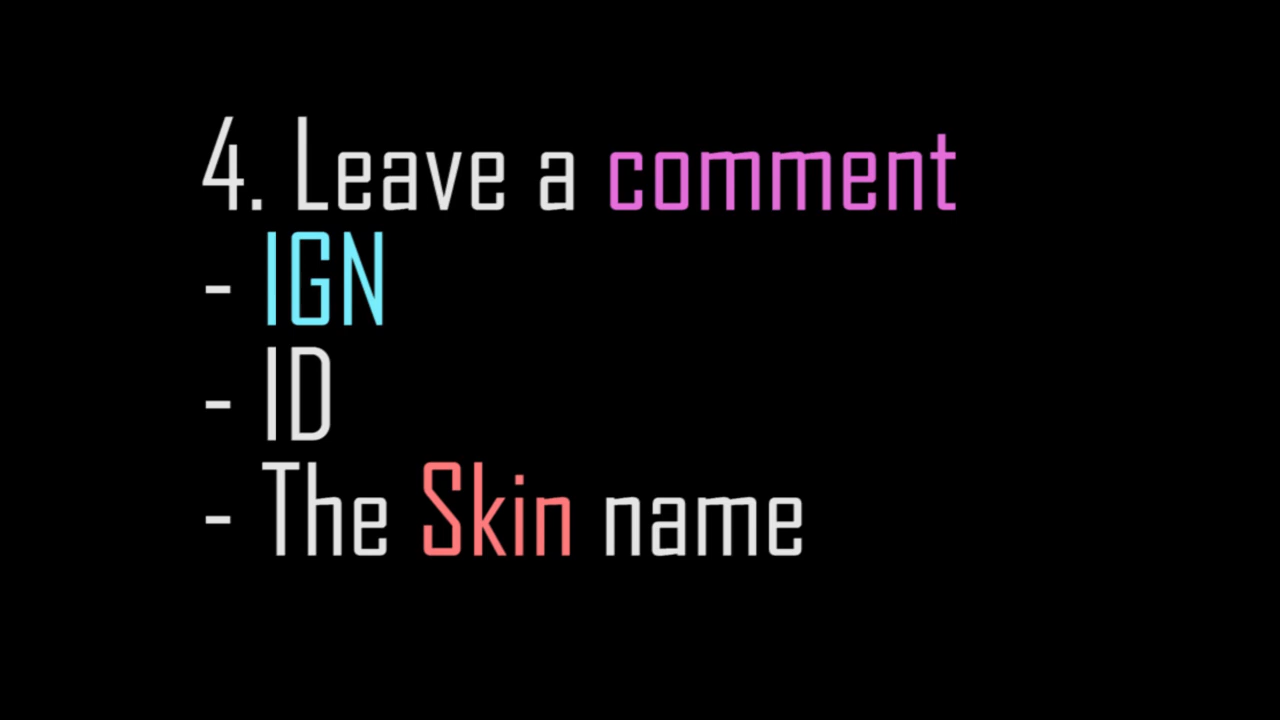 4. Leave a comment
- IGN
- ID
- The Skin name